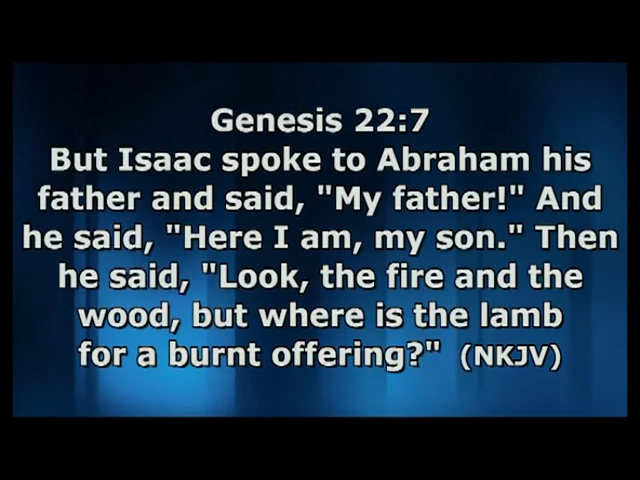 Genesis 22:7
But Isaac spoke to Abraham his
father and said, "My father!" And
he said, "Here I am, my son." Then
he said, "Look, the fire and the
wood, but where is the lamb
for a burnt offering?" (NKJV)